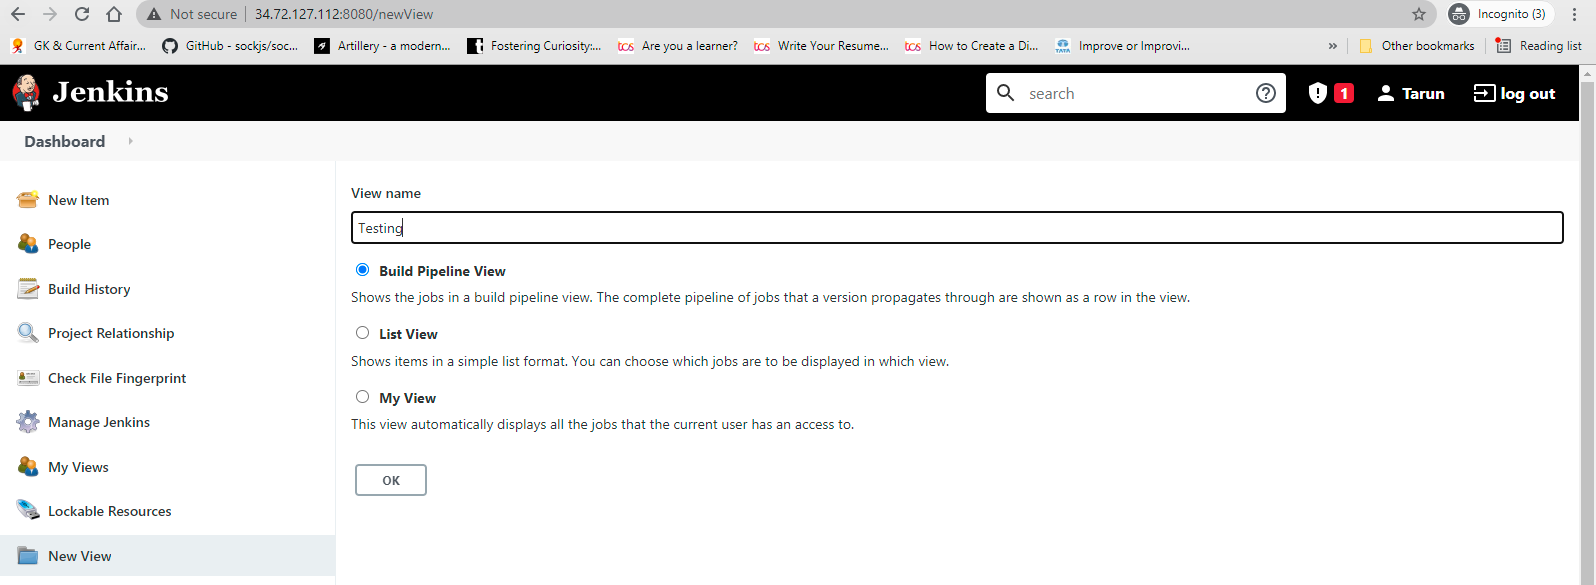 Not secure | 34.72.127.112:8080/newView Incognito (3)
GK & Current Affair... GitHub - sockjs/soc... Artillery - a modern... Fostering Curiosity:... tcs Are you a learner? tcs Write Your Resume... tcs How to Create a Di... TATA Improve or Improvi... » Other bookmarks Reading list
Jenkins search 1 Tarun log out
Dashboard
New Item
People
Build History
Project Relationship
Check File Fingerprint
Manage Jenkins
My Views
Lockable Resources
New View
View name
Testing
Build Pipeline View
Shows the jobs in a build pipeline view. The complete pipeline of jobs that a version propagates through are shown as a row in the view.
List View
Shows items in a simple list format. You can choose which jobs are to be displayed in which view.
My View
This view automatically displays all the jobs that the current user has an access to.
OK